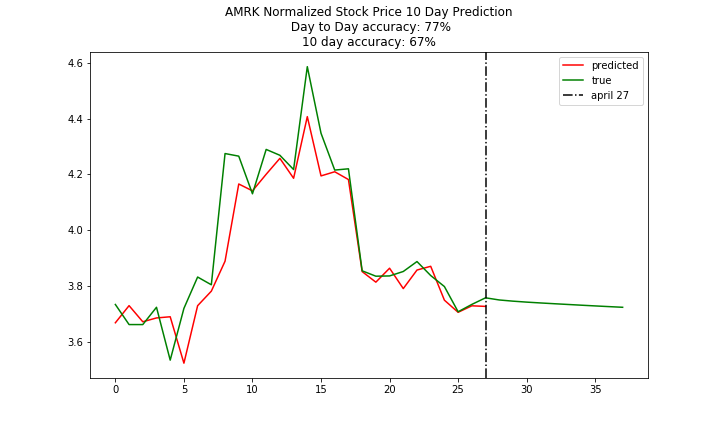 AMRK Normalized Stock Price 10 Day Prediction
Day to Day accuracy: 77%
10 day accuracy: 67%
predicted
true
april 27
4.6
4.4
4.2
4.0
3.8
3.6
0 5 10 15 20 25 30 35